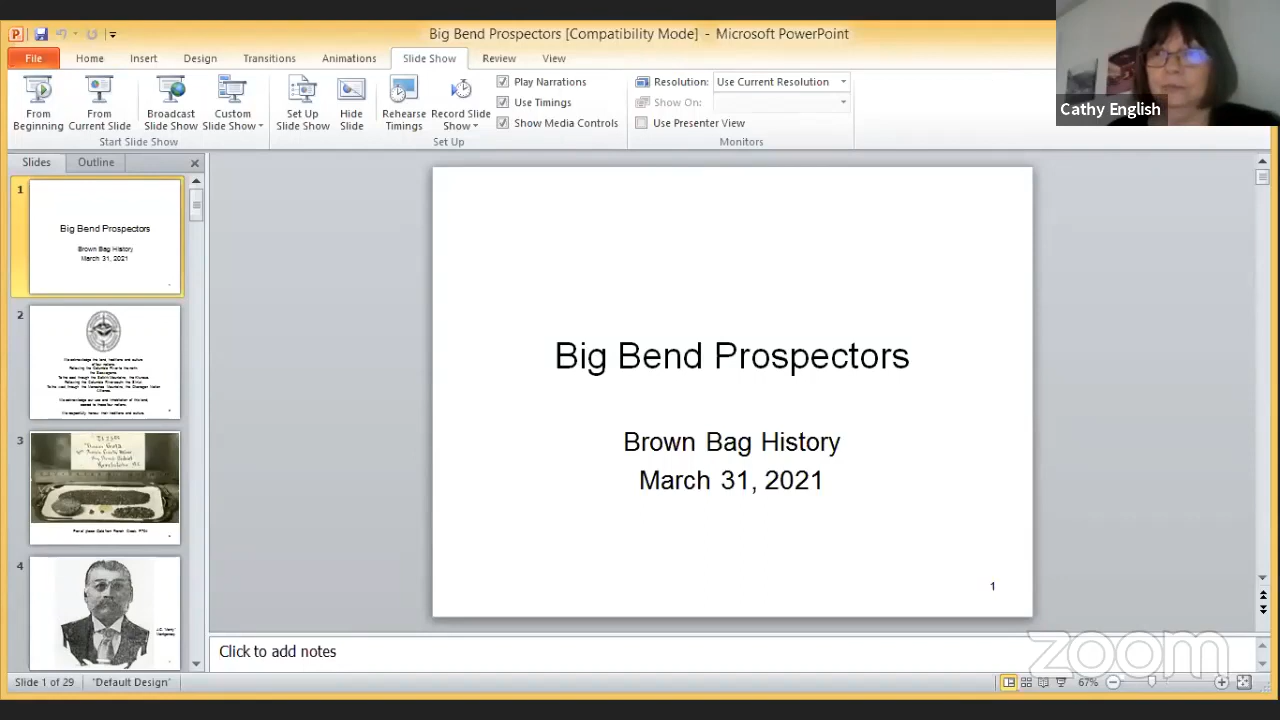 Big Bend Prospectors [Compatibility Mode] - Microsoft PowerPoint
File Home Insert Design Transitions Animations Slide Show Review View
From Beginning
From Current Slide
Broadcast Slide Show
Custom Slide Show
Start Slide Show
Set Up Slide Show
Hide Slide
Rehearse Timings
Record Slide Show
Play Narrations
Use Timings
Show Media Controls
Set Up
Resolution: Use Current Resolution
Show On:
Use Presenter View
Monitors
Cathy English
Slides Outline
1
Big Bend Prospectors
Brown Bag History
March 31, 2021
2
3
4
Big Bend Prospectors
Brown Bag History
March 31, 2021
1
Click to add notes
zoom
Slide 1 of 29 "Default Design" 67%